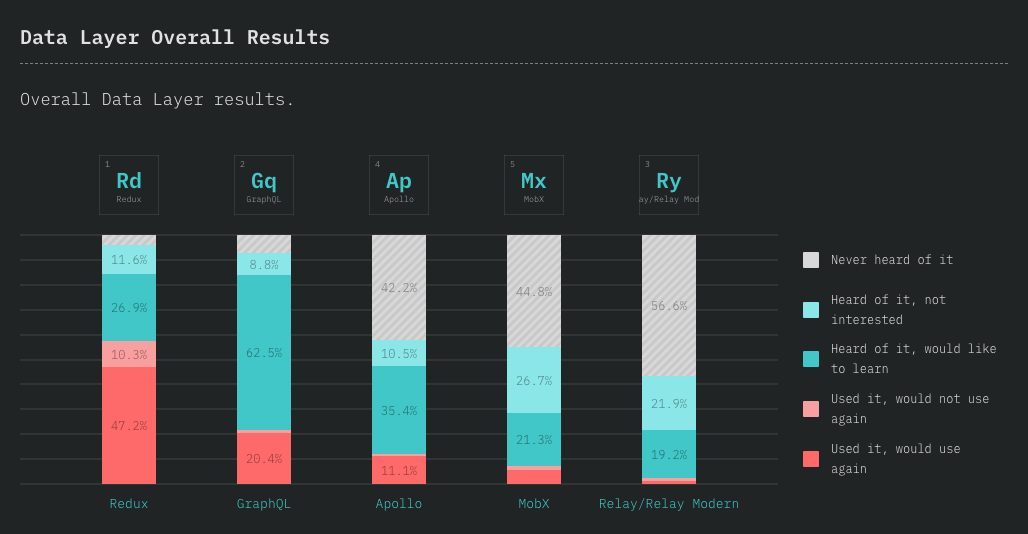 Data Layer Overall Results
Overall Data Layer results.
1
Rd
Redux
2
Gq
GraphQL
4
Ap
Apollo
5
Mx
MobX
3
Ry
ay/Relay Mod
11.6%
26.9%
10.3%
47.2%
8.8%
62.5%
20.4%
42.2%
10.5%
35.4%
11.1%
44.8%
26.7%
21.3%
56.6%
21.9%
19.2%
Redux
GraphQL
Apollo
MobX
Relay/Relay Modern
Never heard of it
Heard of it, not
interested
Heard of it, would like
to learn
Used it, would not use
again
Used it, would use
again